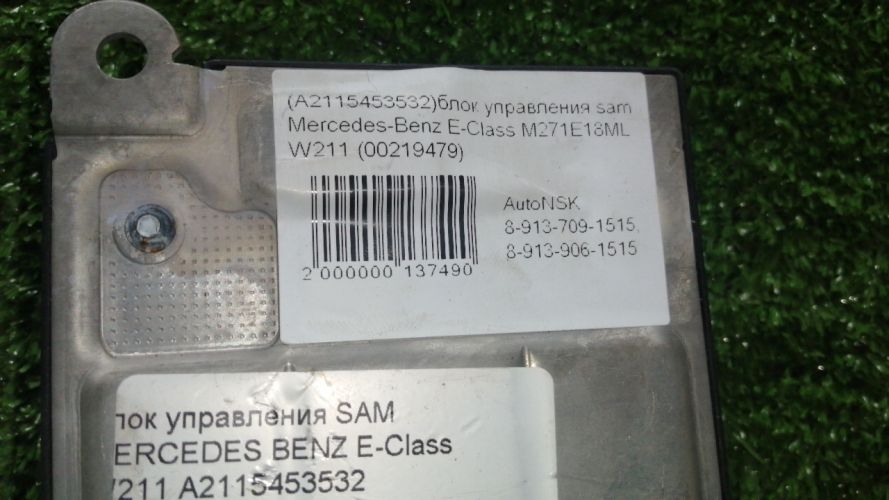 (A2115453532)блок управления sam
Mercedes-Benz E-Class M271E18ML
W211 (00219479)
AutoNSK
8-913-709-1515,
8-913-906-1515
2 000000 137490
лок управления SAM
ERCEDES BENZ E-Class
211 A2115453532